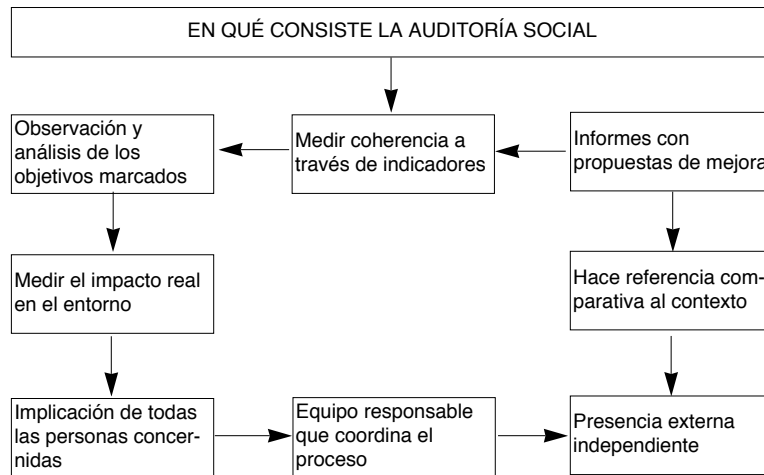 EN QUÉ CONSISTE LA AUDITORÍA SOCIAL
Observación y
análisis de los
objetivos marcados
Medir coherencia a
través de indicadores
Informes con
propuestas de mejora
Medir el impacto real
en el entorno
Hace referencia com-
parativa al contexto
Implicación de todas
las personas concer-
nidas
Equipo responsable
que coordina el
proceso
Presencia externa
independiente